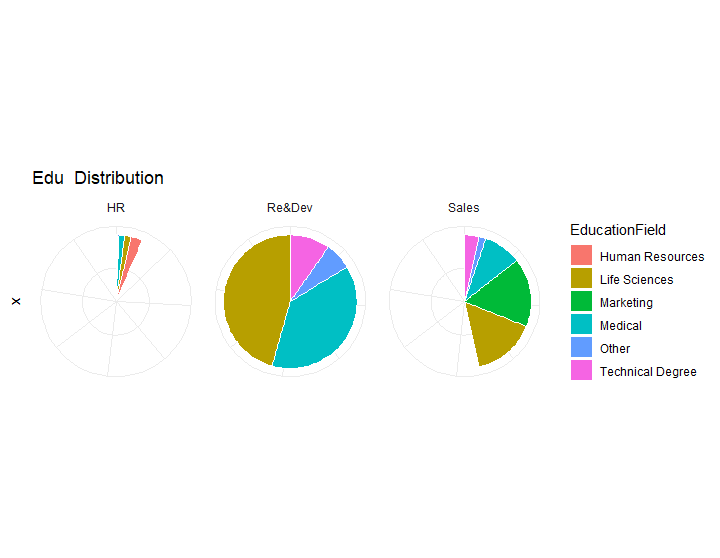 Edu  Distribution
HR
Re&Dev
Sales
x
EducationField
Human Resources
Life Sciences
Marketing
Medical
Other
Technical Degree